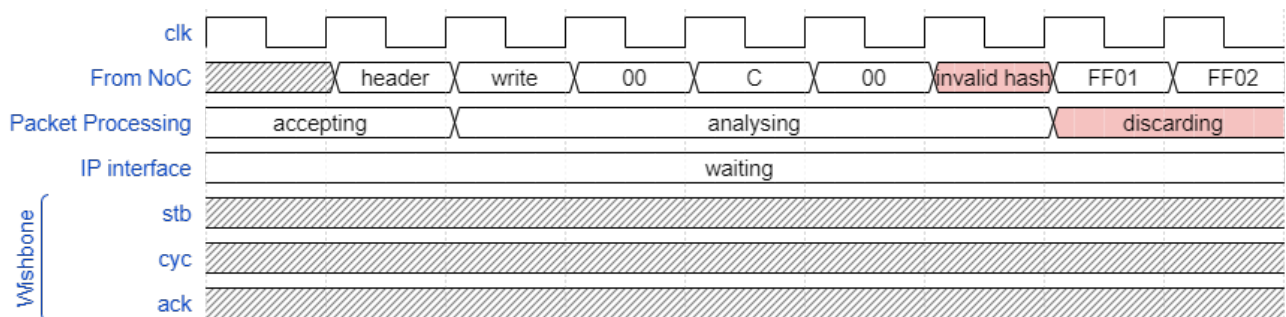 clk
From NoC header write 00 C 00 invalid hash FF01 FF02
Packet Processing accepting analysing discarding
IP interface waiting
Wishbone
stb
cyc
ack